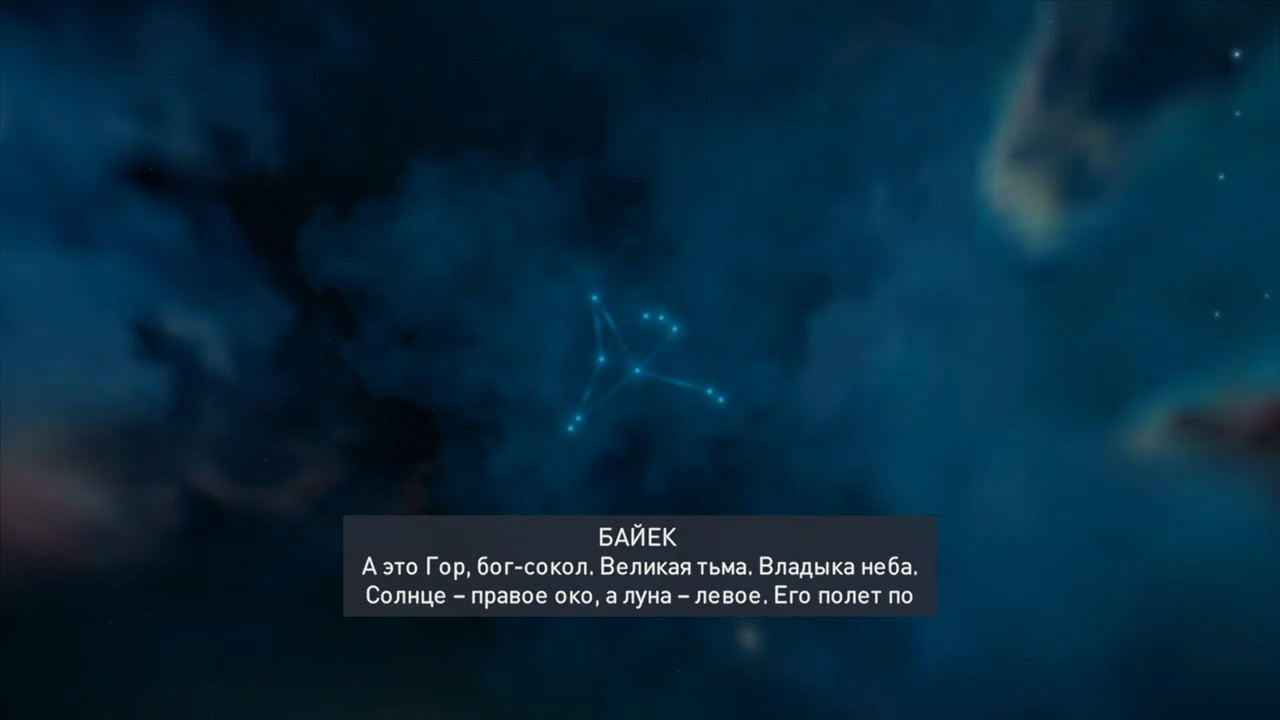 БАЙЕК
А это Гор, бог-сокол. Великая тьма. Владыка неба.
Солнце – правое око, а луна – левое. Его полет по